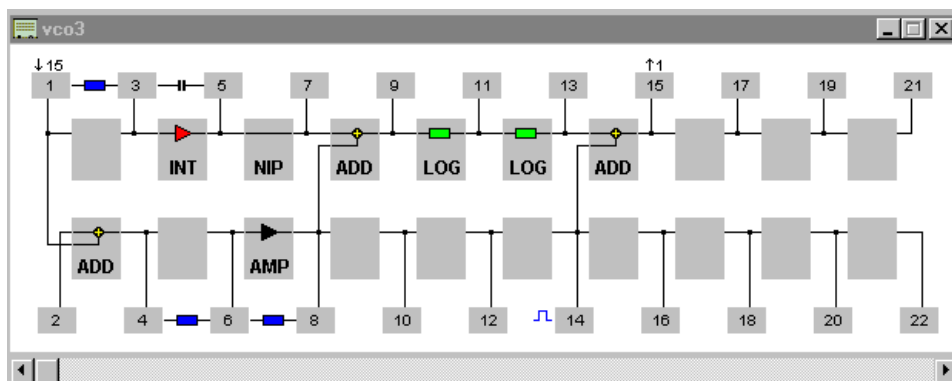 vco3
↓15 ↑1
1 3 5 7 9 11 13 15 17 19 21
INT NIP ADD LOG LOG ADD
ADD AMP
2 4 6 8 10 12 14 16 18 20 22